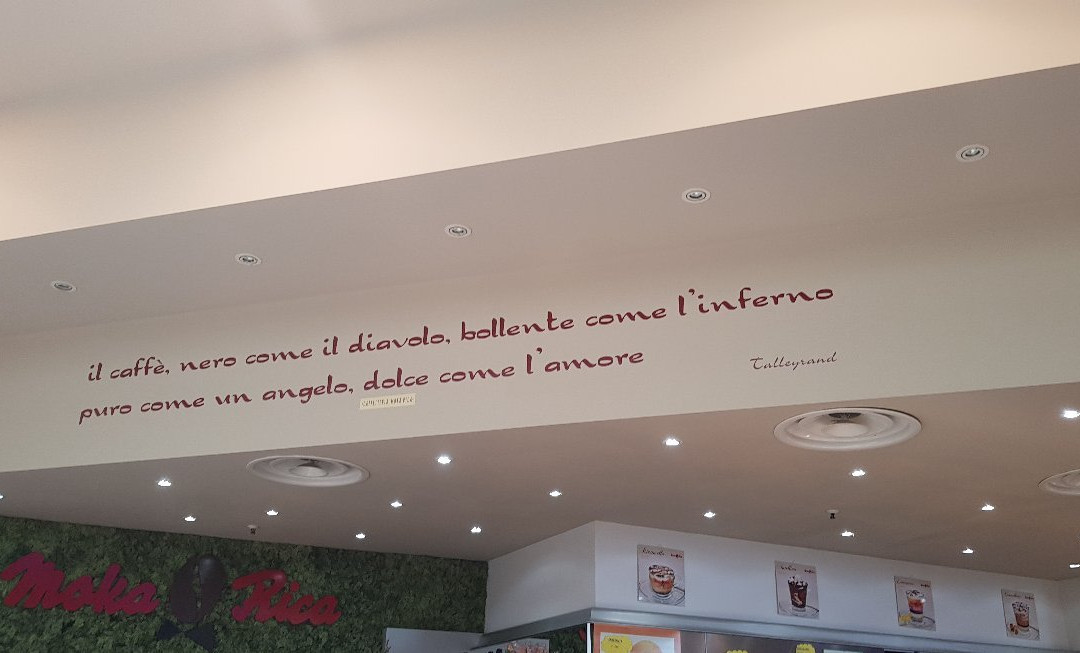 il caffè, nero come il diavolo, bollente come l'inferno
puro come un angelo, dolce come l'amore
Talleyrand
Moka Rica